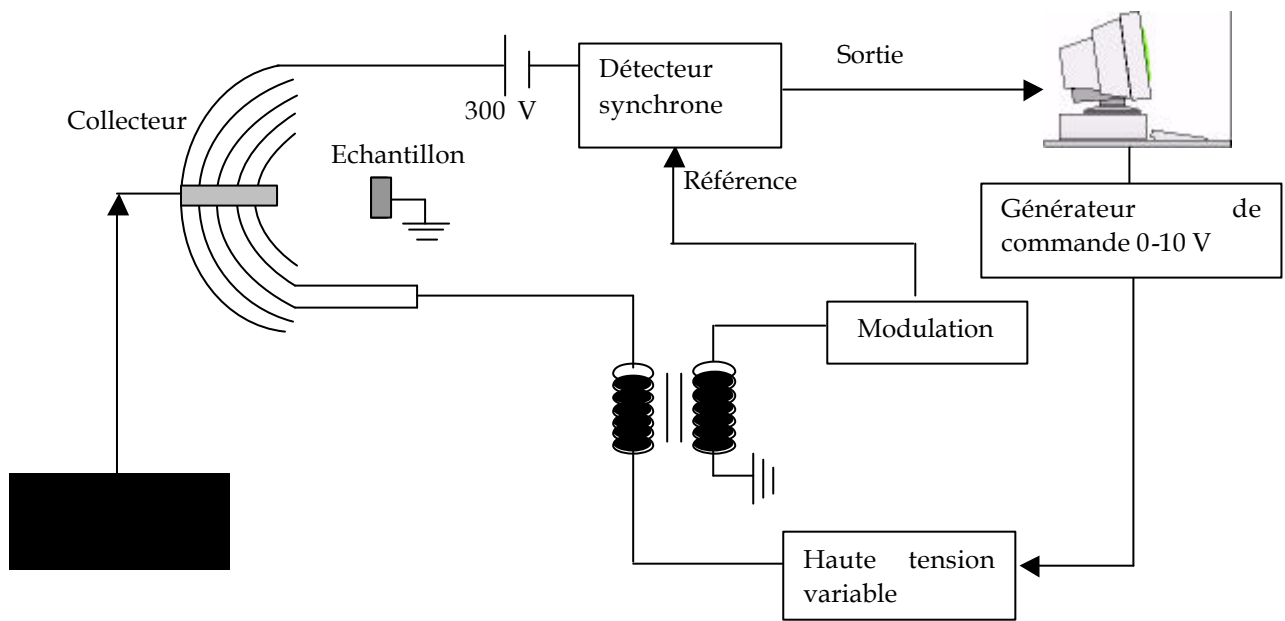 Collecteur
300 V
Echantillon
Détecteur
synchrone
Sortie
Référence
Générateur de
commande 0-10 V
Modulation
Haute tension
variable